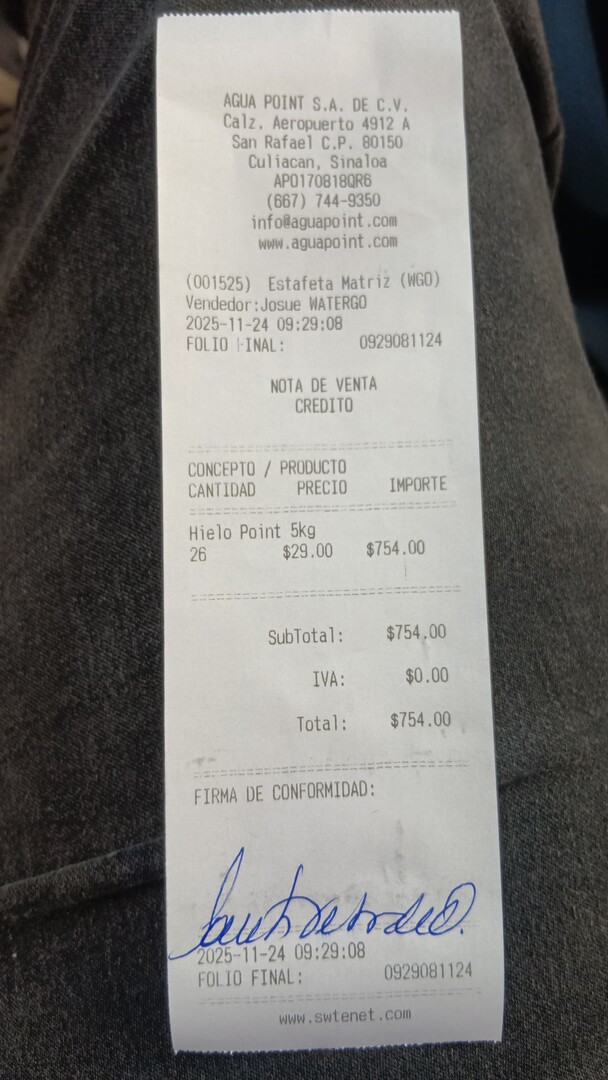 AGUA POINT S.A. DE C.V.
Calz. Aeropuerto 4912 A
San Rafael C.P. 80150
Culiacan, Sinaloa
APO170818QR6
(667) 744-9350
info@aguapoint.com
www.aguapoint.com
(001525) Estafeta Matriz (WGO)
Vendedor:Josue WATERGO
2025-11-24 09:29:08
FOLIO FINAL: 0929081124
NOTA DE VENTA
CREDITO
CONCEPTO / PRODUCTO
CANTIDAD PRECIO IMPORTE
Hielo Point 5kg
26 $29.00 $754.00
SubTotal: $754.00
IVA: $0.00
Total: $754.00
FIRMA DE CONFORMIDAD:
2025-11-24 09:29:08
FOLIO FINAL: 0929081124
www.swtenet.com